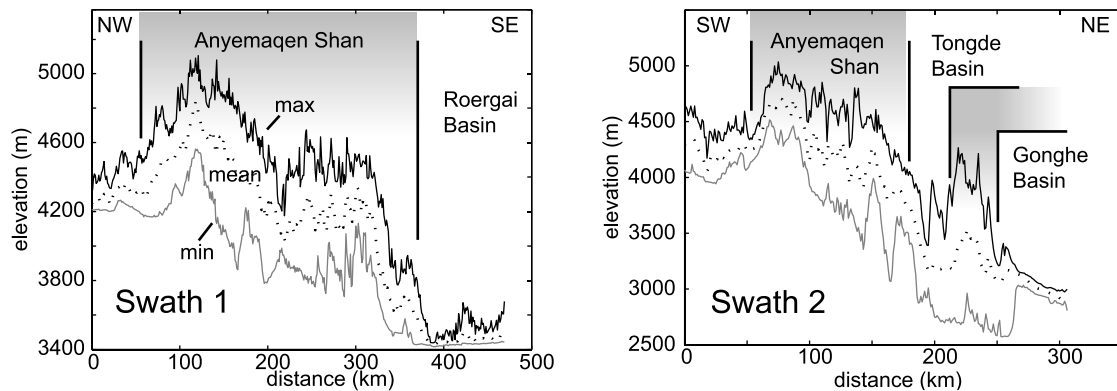 NW
SE
Anyemaqen Shan
max
mean
min
Roergai
Basin
Swath 1
elevation (m)
5000
4600
4200
3800
3400
0
100
200
300
400
500
distance (km)
SW
NE
Anyemaqen
Shan
Tongde
Basin
Gonghe
Basin
Swath 2
elevation (m)
5000
4500
4000
3500
3000
2500
0
100
200
300
distance (km)